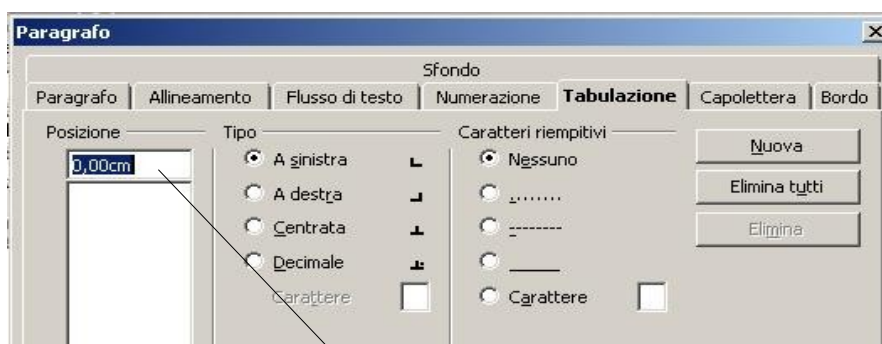 Paragrafo
Sfondo
Paragrafo Allineamento Flusso di testo Numerazione Tabulazione Capolettera Bordo
Posizione Tipo Caratteri riempitivi
0,00cm A sinistra Nessuno Nuova
A destra ........ Elimina tutti
Centrata -------- Elimina
Decimale _____
Carattere Carattere